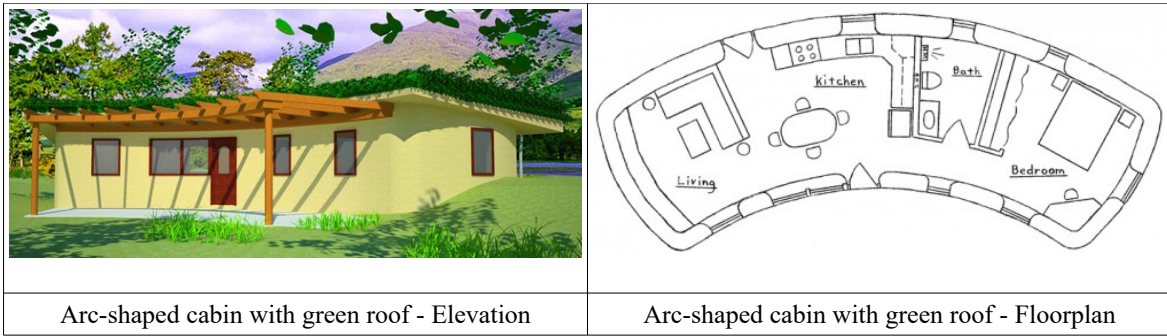 Kitchen
Bath
Living
Bedroom
Arc-shaped cabin with green roof - Elevation
Arc-shaped cabin with green roof - Floorplan